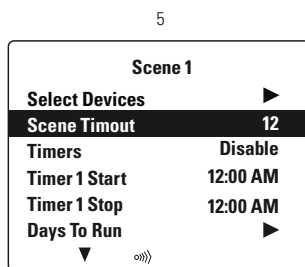 5
Scene 1
Select Devices
Scene Timout 12
Timers Disable
Timer 1 Start 12:00 AM
Timer 1 Stop 12:00 AM
Days To Run